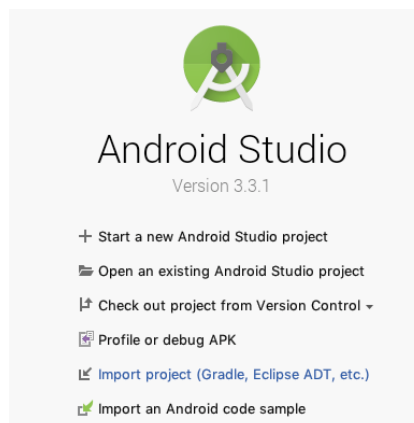 Android Studio
Version 3.3.1
Start a new Android Studio project
Open an existing Android Studio project
Check out project from Version Control
Profile or debug APK
Import project (Gradle, Eclipse ADT, etc.)
Import an Android code sample